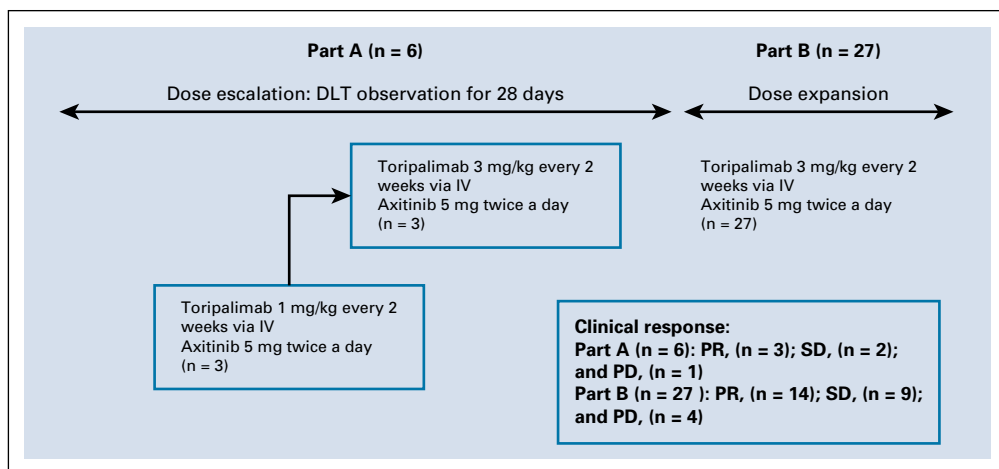 Part A (n = 6)
Part B (n = 27)
Dose escalation: DLT observation for 28 days
Dose expansion
Toripalimab 3 mg/kg every 2
weeks via IV
Axitinib 5 mg twice a day
(n = 3)
Toripalimab 3 mg/kg every 2
weeks via IV
Axitinib 5 mg twice a day
(n = 27)
Toripalimab 1 mg/kg every 2
weeks via IV
Axitinib 5 mg twice a day
(n = 3)
Clinical response:
Part A (n = 6): PR, (n = 3); SD, (n = 2);
and PD, (n = 1)
Part B (n = 27 ): PR, (n = 14); SD, (n = 9);
and PD, (n = 4)